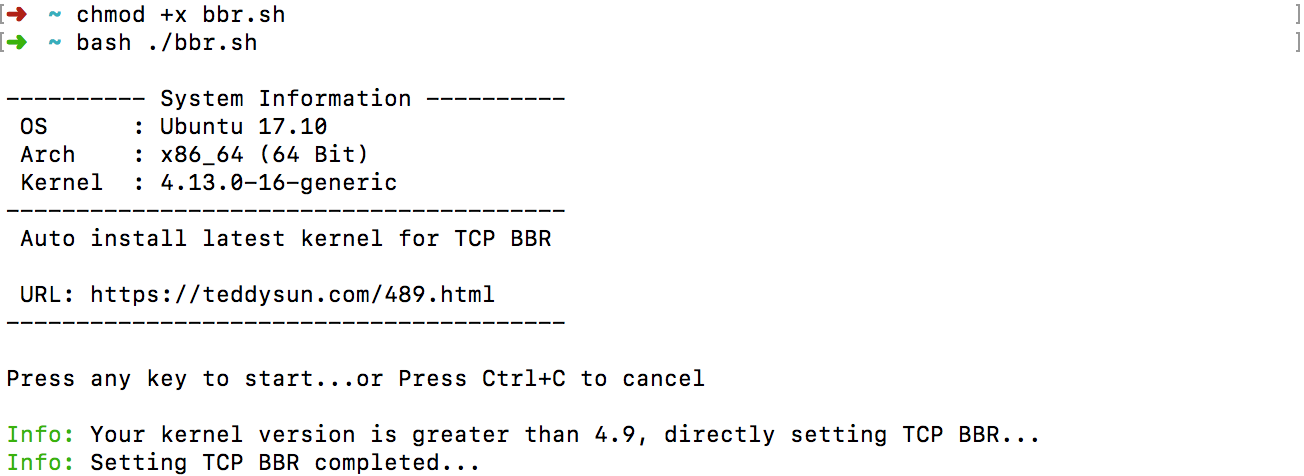 [➜  ~ chmod +x bbr.sh ]
[➜  ~ bash ./bbr.sh ]
---------- System Information ----------
 OS      : Ubuntu 17.10
 Arch    : x86_64 (64 Bit)
 Kernel  : 4.13.0-16-generic
----------------------------------------
 Auto install latest kernel for TCP BBR
 URL: https://teddysun.com/489.html
----------------------------------------
Press any key to start...or Press Ctrl+C to cancel
Info: Your kernel version is greater than 4.9, directly setting TCP BBR...
Info: Setting TCP BBR completed...